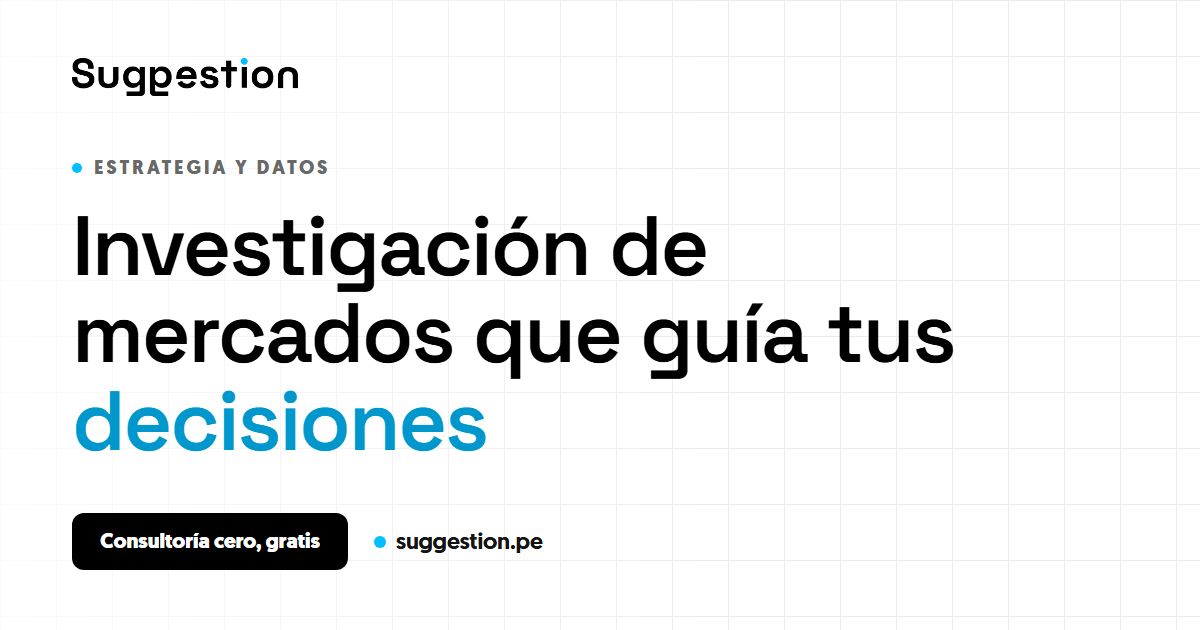 Suggestion
ESTRATEGIA Y DATOS
Investigación de
mercados que guía tus
decisiones
Consultoría cero, gratis
suggestion.pe